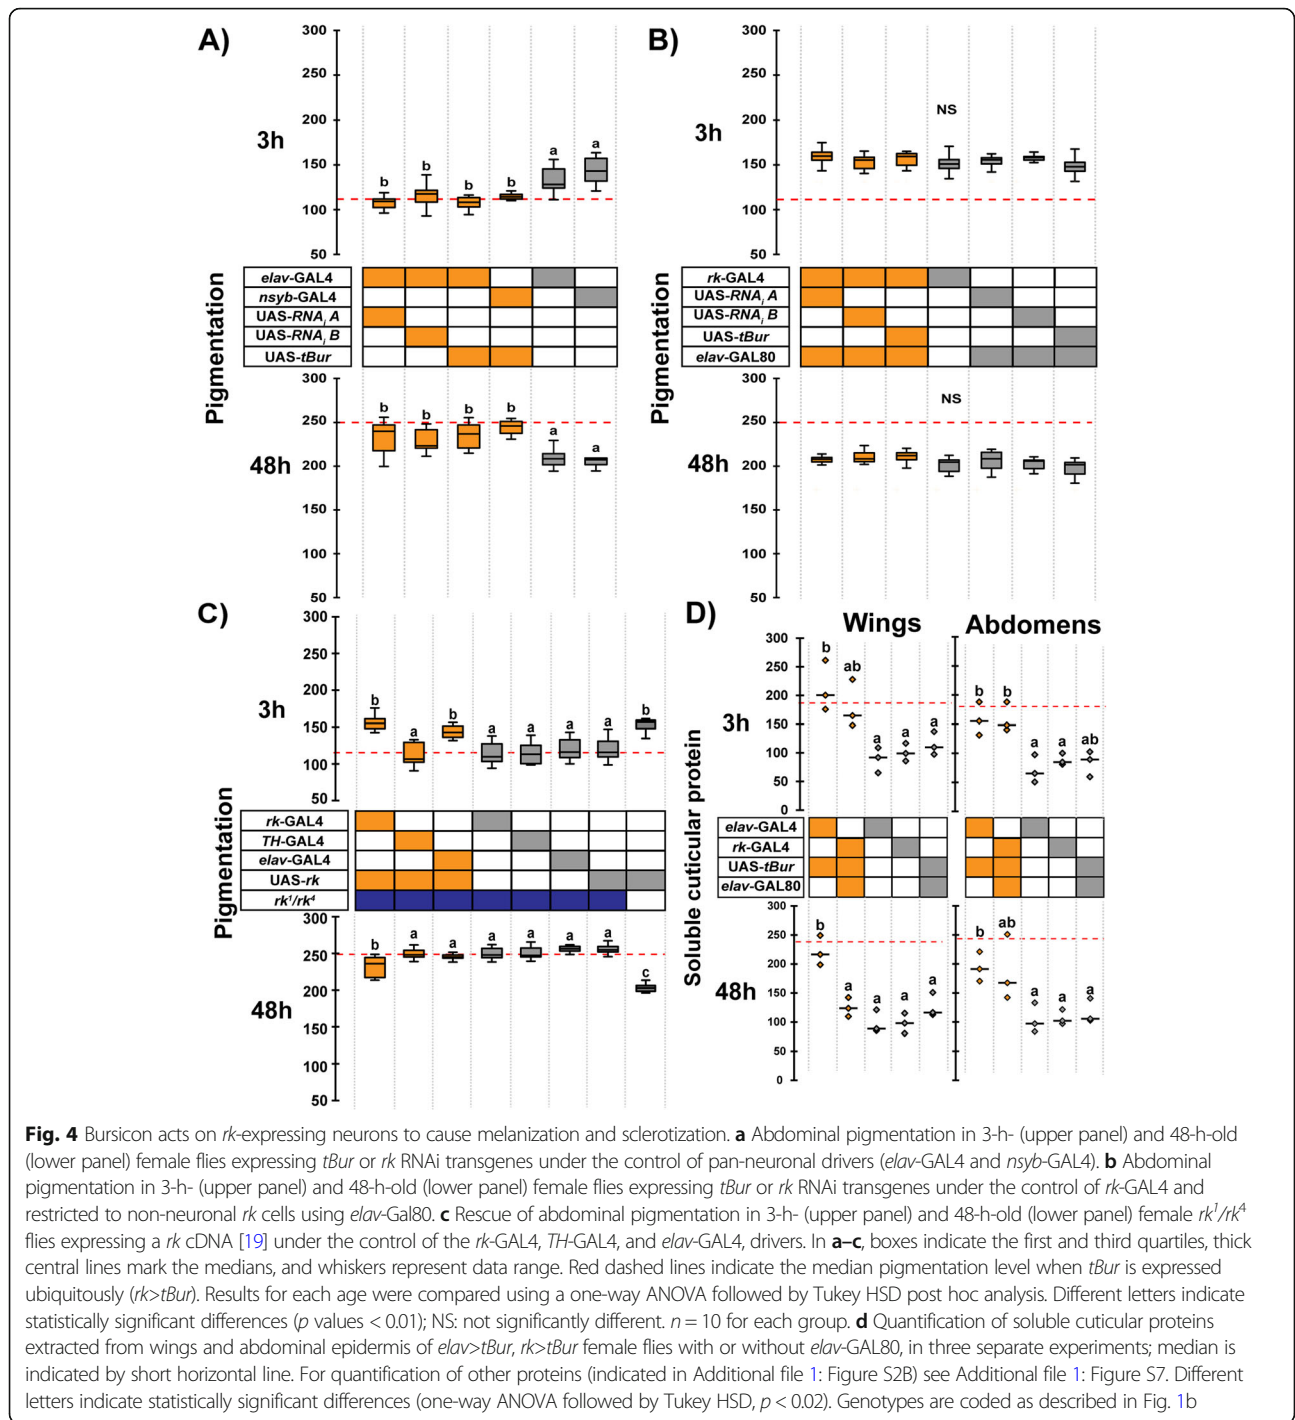 A)
300
250
200
150
100
50
3h
b
b
b
b
a
a
Pigmentation
elav-GAL4
nsyb-GAL4
UAS-RNAi A
UAS-RNAi B
UAS-tBur
300
250
200
150
100
50
48h
b
b
b
b
a
a
B)
300
250
200
150
100
50
3h
NS
Pigmentation
rk-GAL4
UAS-RNAi A
UAS-RNAi B
UAS-tBur
elav-GAL80
300
250
200
150
100
50
48h
NS
C)
300
250
200
150
100
50
3h
b
a
b
a
a
a
a
b
Pigmentation
rk-GAL4
TH-GAL4
elav-GAL4
UAS-rk
rk¹/rk⁴
300
250
200
150
100
50
48h
b
a
a
a
a
a
a
c
D)
Wings
Abdomens
300
250
200
150
100
50
0
3h
b
ab
a
a
a
b
b
a
a
ab
Soluble cuticular protein
elav-GAL4
rk-GAL4
UAS-tBur
elav-GAL80
300
250
200
150
100
50
0
48h
b
a
a
a
a
b
ab
a
a
a
Fig. 4 Bursicon acts on rk-expressing neurons to cause melanization and sclerotization. a Abdominal pigmentation in 3-h- (upper panel) and 48-h-old
(lower panel) female flies expressing tBur or rk RNAi transgenes under the control of pan-neuronal drivers (elav-GAL4 and nsyb-GAL4). b Abdominal
pigmentation in 3-h- (upper panel) and 48-h-old (lower panel) female flies expressing tBur or rk RNAi transgenes under the control of rk-GAL4 and
restricted to non-neuronal rk cells using elav-Gal80. c Rescue of abdominal pigmentation in 3-h- (upper panel) and 48-h-old (lower panel) female rk¹/rk⁴
flies expressing a rk cDNA [19] under the control of the rk-GAL4, TH-GAL4, and elav-GAL4, drivers. In a–c, boxes indicate the first and third quartiles, thick
central lines mark the medians, and whiskers represent data range. Red dashed lines indicate the median pigmentation level when tBur is expressed
ubiquitously (rk>tBur). Results for each age were compared using a one-way ANOVA followed by Tukey HSD post hoc analysis. Different letters indicate
statistically significant differences (p values < 0.01); NS: not significantly different. n = 10 for each group. d Quantification of soluble cuticular proteins
extracted from wings and abdominal epidermis of elav>tBur, rk>tBur female flies with or without elav-GAL80, in three separate experiments; median is
indicated by short horizontal line. For quantification of other proteins (indicated in Additional file 1: Figure S2B) see Additional file 1: Figure S7. Different
letters indicate statistically significant differences (one-way ANOVA followed by Tukey HSD, p < 0.02). Genotypes are coded as described in Fig. 1b